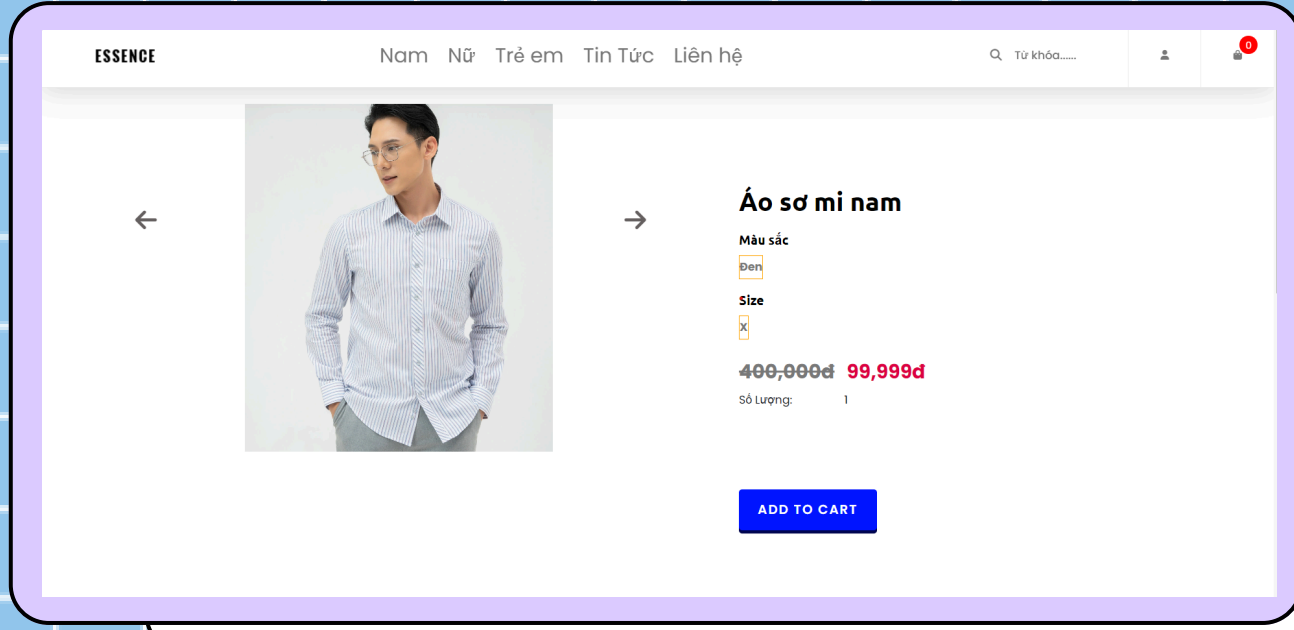 ESSENCE
Nam Nữ Trẻ em Tin Tức Liên hệ
Từ khóa......
0
Áo sơ mi nam
Màu sắc
Đen
Size
X
400,000đ 99,999đ
Số Lượng: 1
ADD TO CART